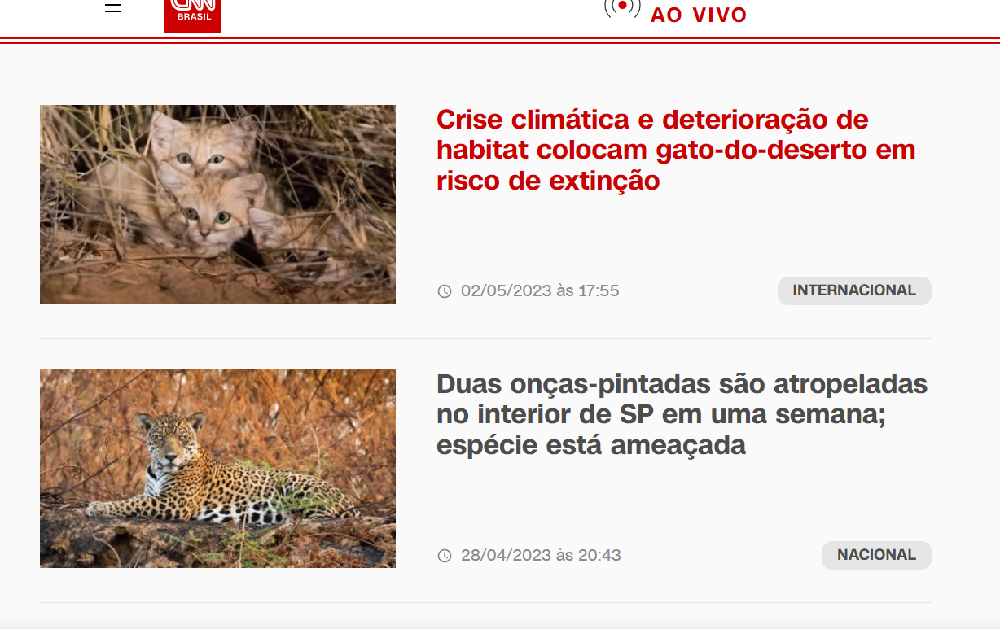 CNN
BRASIL
AO VIVO
Crise climática e deterioração de
habitat colocam gato-do-deserto em
risco de extinção
02/05/2023 às 17:55
INTERNACIONAL
Duas onças-pintadas são atropeladas
no interior de SP em uma semana;
espécie está ameaçada
28/04/2023 às 20:43
NACIONAL